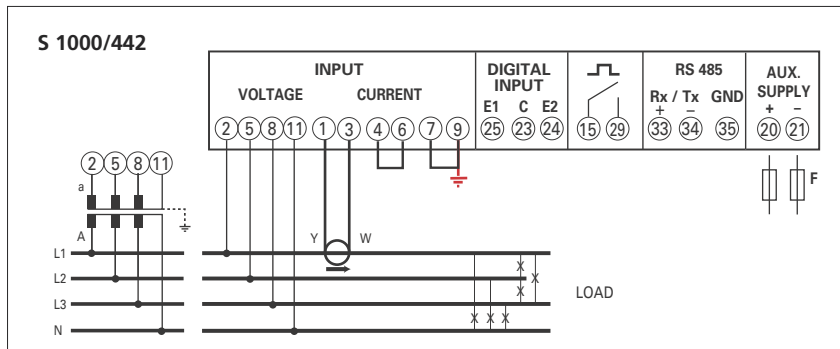 S 1000/442
INPUT
DIGITAL
INPUT
RS 485
AUX.
SUPPLY
VOLTAGE CURRENT
E1 C E2
Rx / Tx GND
+ –
+ –
2 5 8 11 1 3 4 6 7 9
25 23 24
15 29
33 34 35
20 21
2 5 8 11
a
F
A
Y W
L1
L2
L3
N
X
X
X
X X X
LOAD